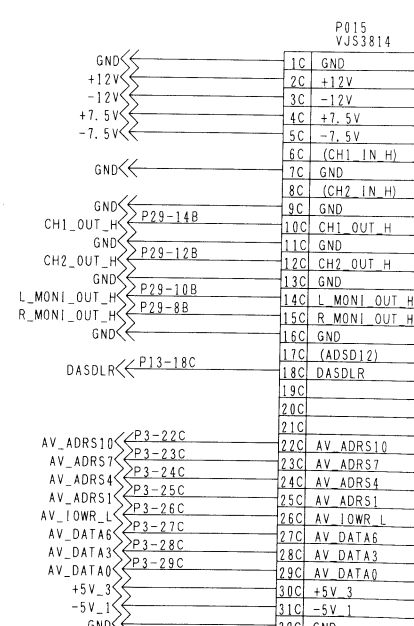 P015
VJS3814
GND 1C GND
+12V 2C +12V
-12V 3C -12V
+7.5V 4C +7.5V
-7.5V 5C -7.5V
6C (CH1_IN_H)
GND 7C GND
8C (CH2_IN_H)
GND 9C GND
CH1_OUT_H P29-14B 10C CH1_OUT_H
GND 11C GND
CH2_OUT_H P29-12B 12C CH2_OUT_H
GND 13C GND
L_MONI_OUT_H P29-10B 14C L_MONI_OUT_H
R_MONI_OUT_H P29-8B 15C R_MONI_OUT_H
GND 16C GND
17C (ADSD12)
DASDLR P13-18C 18C DASDLR
19C
20C
21C
AV_ADRS10 P3-22C 22C AV_ADRS10
AV_ADRS7 P3-23C 23C AV_ADRS7
AV_ADRS4 P3-24C 24C AV_ADRS4
AV_ADRS1 P3-25C 25C AV_ADRS1
AV_IOWR_L P3-26C 26C AV_IOWR_L
AV_DATA6 P3-27C 27C AV_DATA6
AV_DATA3 P3-28C 28C AV_DATA3
AV_DATA0 P3-29C 29C AV_DATA0
+5V_3 30C +5V_3
-5V_1 31C -5V_1
GND 32C GND